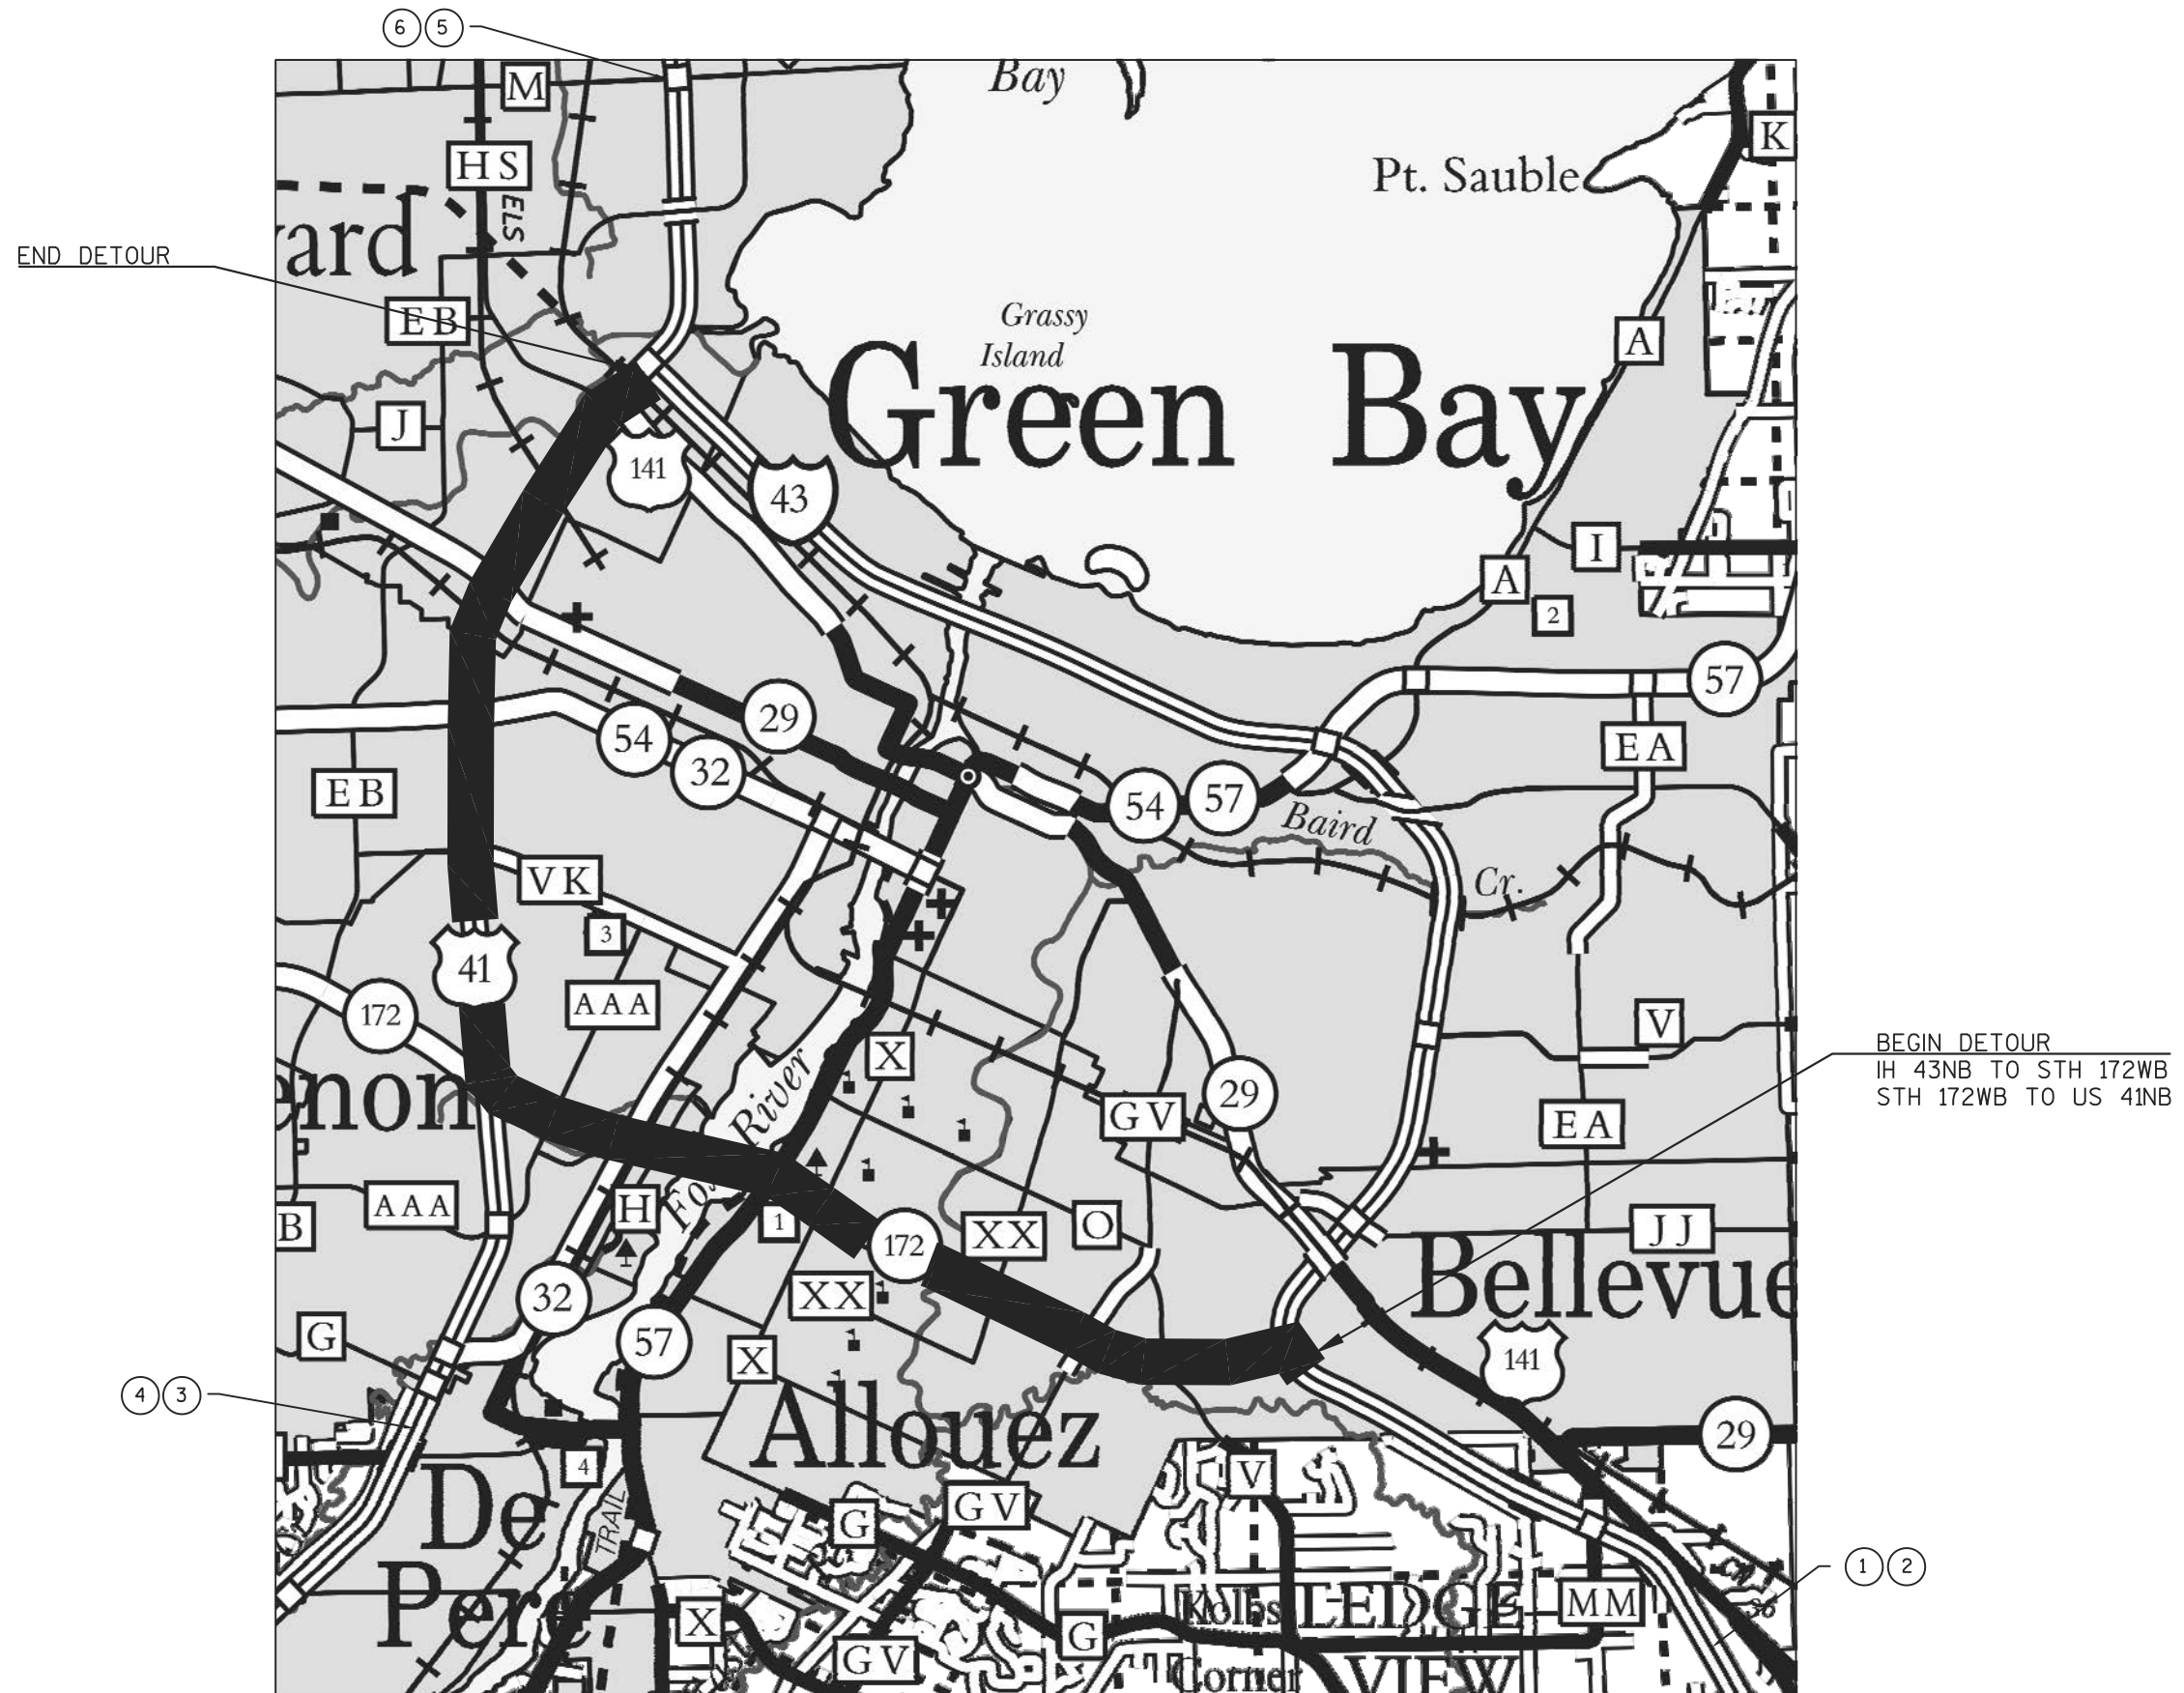 6 5
M
Bay
K
HS
Pt. Sauble
ELS
END DETOUR
EB
Grassy
Island
A
J
Green Bay
141
43
I
A
2
57
29
54
32
EA
EB
54
57
Baird
VK
Cr.
3
41
AAA
172
X
V
River
BEGIN DETOUR
IH 43NB TO STH 172WB
STH 172WB TO US 41NB
29
GV
EA
AAA
H
1
O
JJ
B
172
XX
Bellevue
32
XX
G
57
X
141
4 3
Allouez
29
De
4
V
GV
G
TRAIL
Pere
1 2
X
Kolbs
LEDGE
MM
G
GV
Corner
VIEW